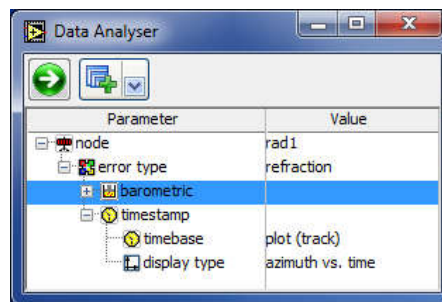 Data Analyser
Parameter Value
node rad1
error type refraction
barometric
timestamp
timebase plot (track)
display type azimuth vs. time